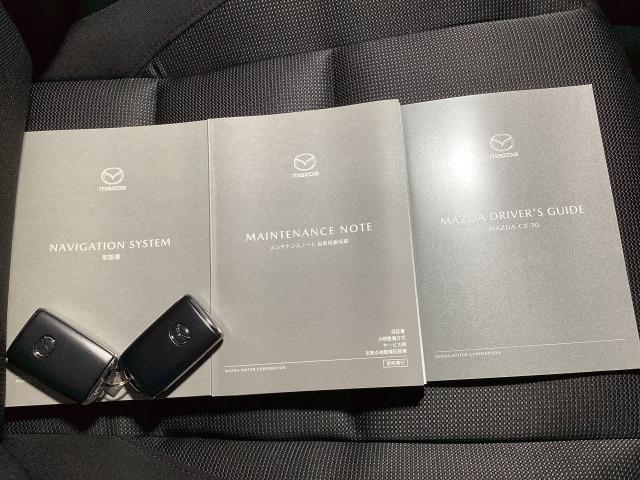 mazda
NAVIGATION SYSTEM
取扱書
mazda
MAINTENANCE NOTE
メンテナンスノート 自家用乗用車
保証書
点検整備方式
サービス網
定期点検整備記録簿
MAZDA MOTOR CORPORATION
mazda
MAZDA DRIVER'S GUIDE
MAZDA CX-30
MAZDA MOTOR CORPORATION